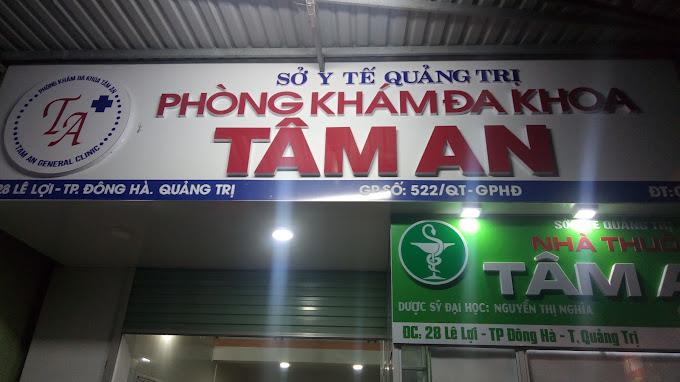 PHÒNG KHÁM ĐA KHOA TÂM AN
TA
TAM AN GENERAL CLINIC
SỞ Y TẾ QUẢNG TRỊ
PHÒNG KHÁM ĐA KHOA
TÂM AN
28 LÊ LỢI - TP. ĐÔNG HÀ. QUẢNG TRỊ GP SỐ: 522/QT - GPHĐ ĐT:
SỞ Y TẾ QUẢNG TRỊ
NHÀ THUỐC
TÂM A
DƯỢC SỸ ĐẠI HỌC: NGUYỄN THỊ NGHĨA
ĐC: 28 Lê Lợi - TP Đông Hà - T. Quảng Trị